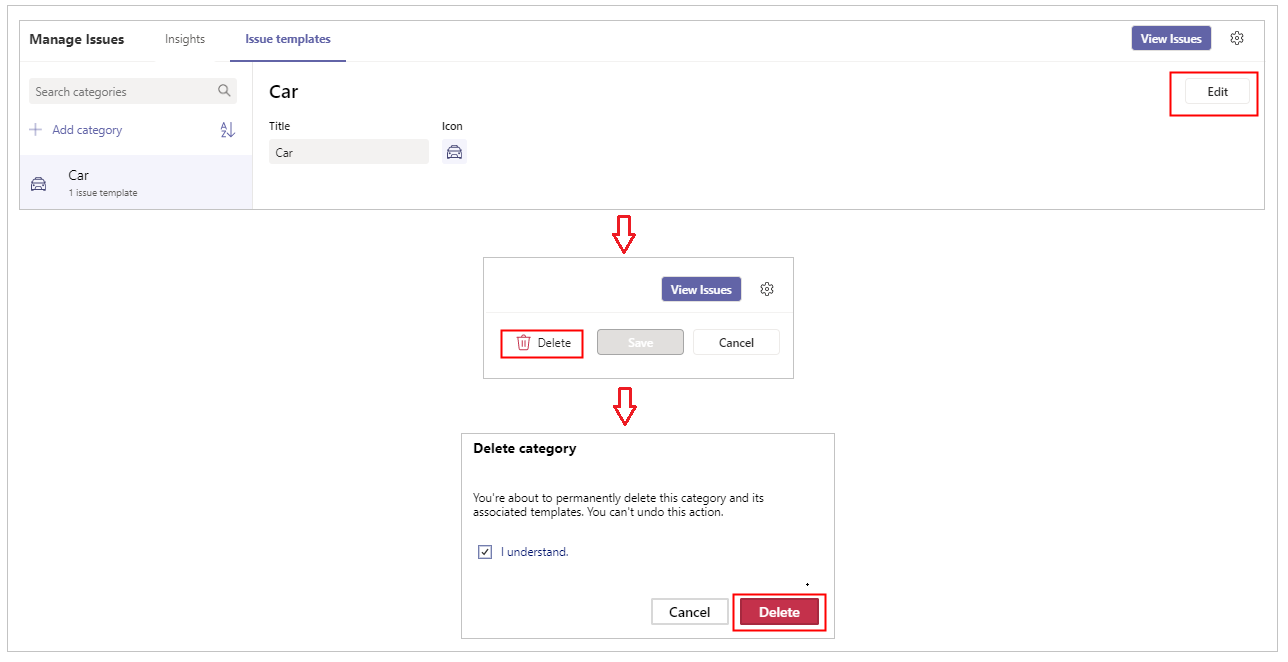 Manage Issues
Insights
Issue templates
View Issues
Search categories
Car
Edit
Add category
Title
Icon
Car
Car
1 issue template
View Issues
Delete
Save
Cancel
Delete category
You're about to permanently delete this category and its
associated templates. You can't undo this action.
I understand.
Cancel
Delete